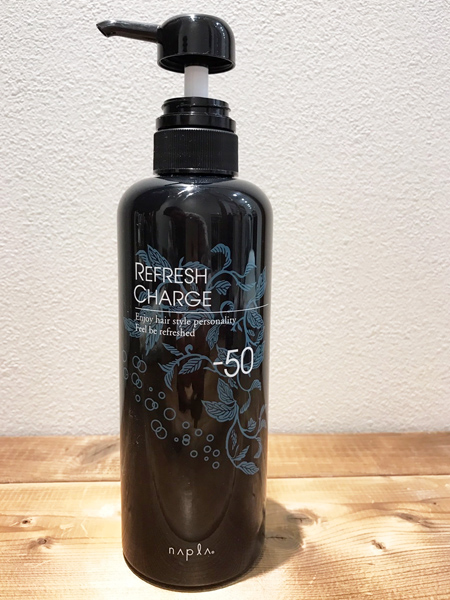 REFRESH
CHARGE
Enjoy hair style personality
Feel be refreshed
-50
napla